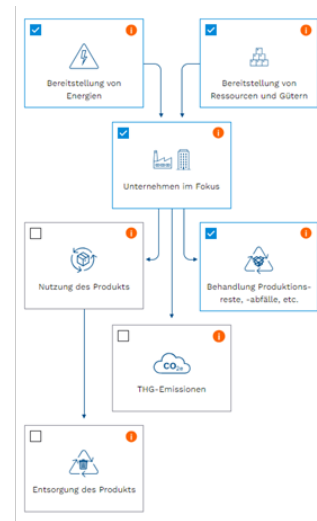 Bereitstellung von
Energien
Bereitstellung von
Ressourcen und Gütern
Unternehmen im Fokus
Nutzung des Produkts
Behandlung Produktions-
reste, -abfälle, etc.
CO2e
THG-Emissionen
Entsorgung des Produkts